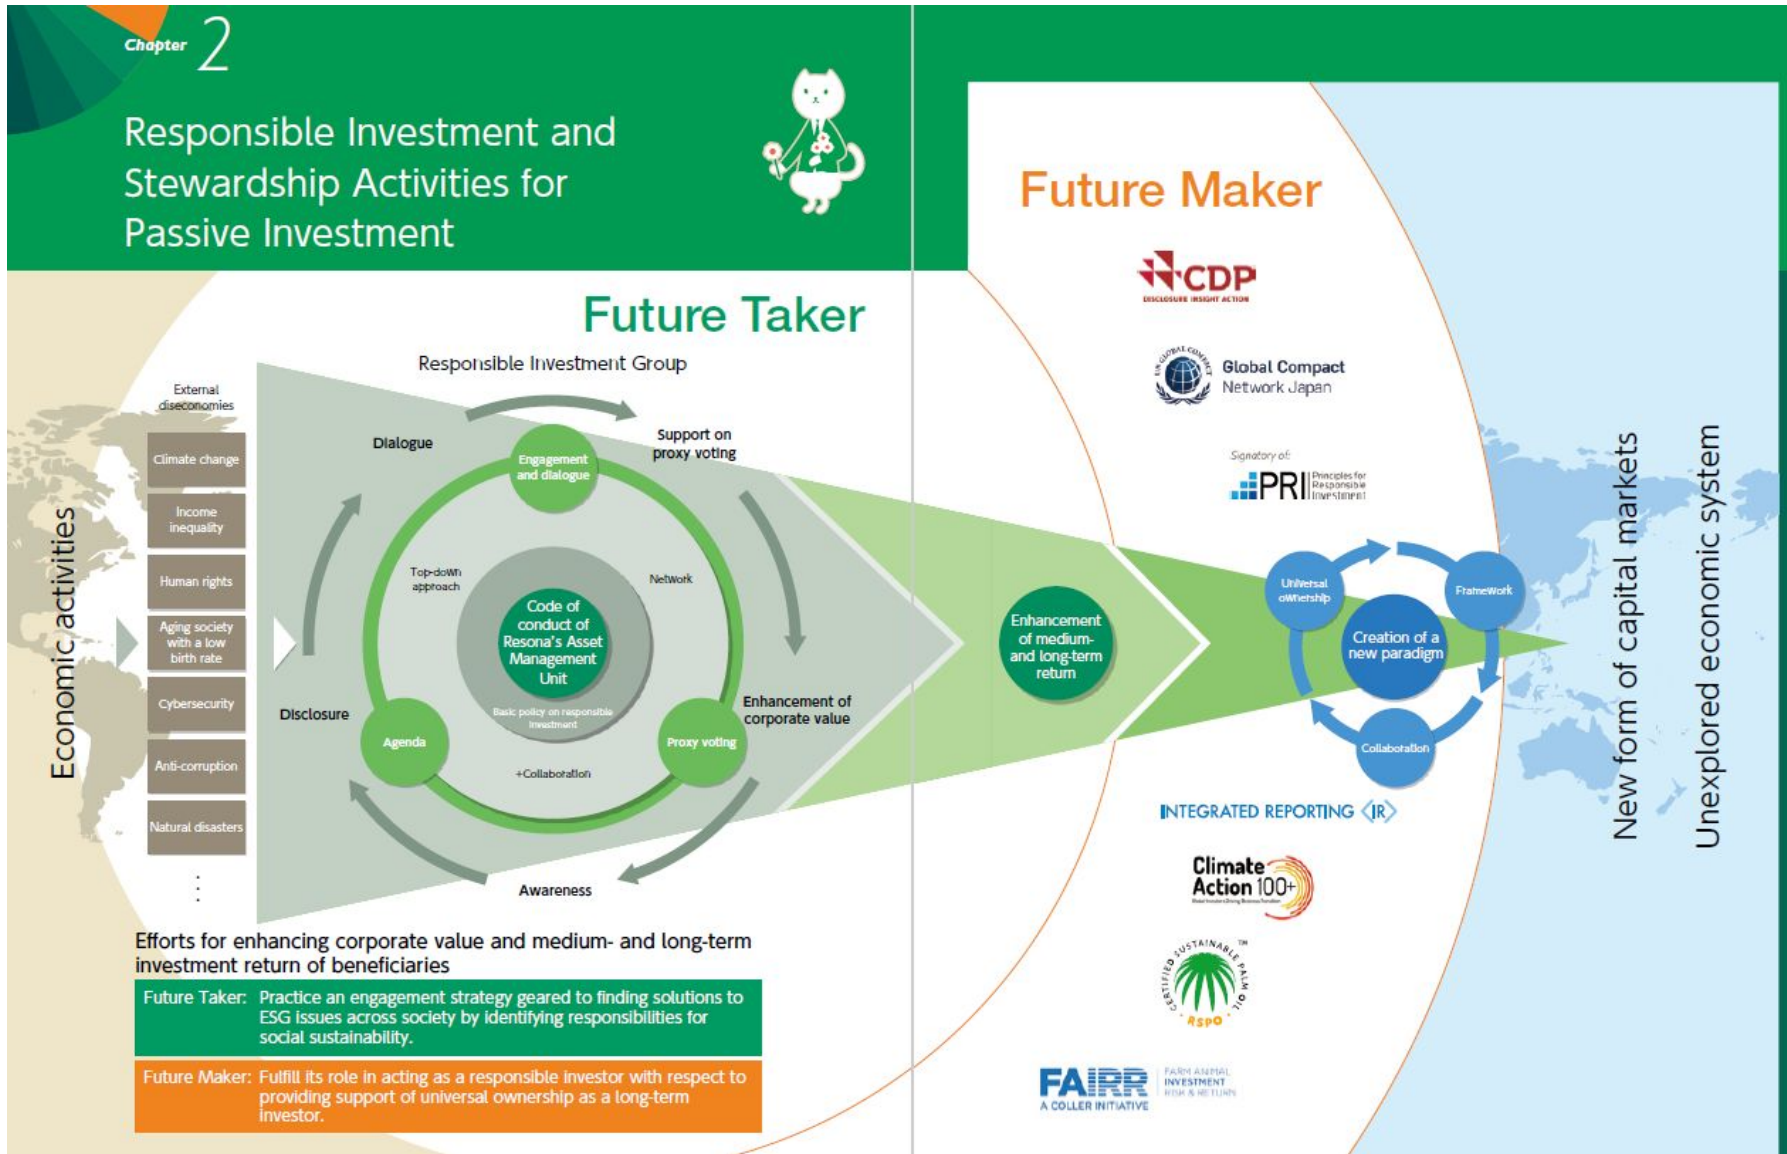 Chapter 2
Responsible Investment and
Stewardship Activities for
Passive Investment
Future Taker
Responsible Investment Group
Economic activities
External
diseconomies
Climate change
Income
inequality
Human rights
Aging society
with a low
birth rate
Cybersecurity
Anti-corruption
Natural disasters
Dialogue
Support on
proxy voting
Engagement
and dialogue
Top-down
approach
Network
Code of
conduct of
Resona's Asset
Management
Unit
Basic policy on responsible
investment
Disclosure
Enhancement of
corporate value
Agenda
Proxy voting
+Collaboration
Awareness
Efforts for enhancing corporate value and medium- and long-term
investment return of beneficiaries
Future Taker: Practice an engagement strategy geared to finding solutions to
ESG issues across society by identifying responsibilities for
social sustainability.
Future Maker: Fulfill its role in acting as a responsible investor with respect to
providing support of universal ownership as a long-term
investor.
Enhancement
of medium-
and long-term
return
Future Maker
CDP
DISCLOSURE INSIGHT ACTION
UN GLOBAL COMPACT
Global Compact
Network Japan
Signatory of:
PRI Principles for
Responsible
Investment
Universal
ownership
Framework
Creation of a
new paradigm
Collaboration
INTEGRATED REPORTING <IR>
Climate
Action 100+
Global Investors Driving Business Transition
CERTIFIED SUSTAINABLE PALM OIL TM
RSPO
FAIRR
A COLLER INITIATIVE
FARM ANIMAL
INVESTMENT
RISK & RETURN
New form of capital markets
Unexplored economic system